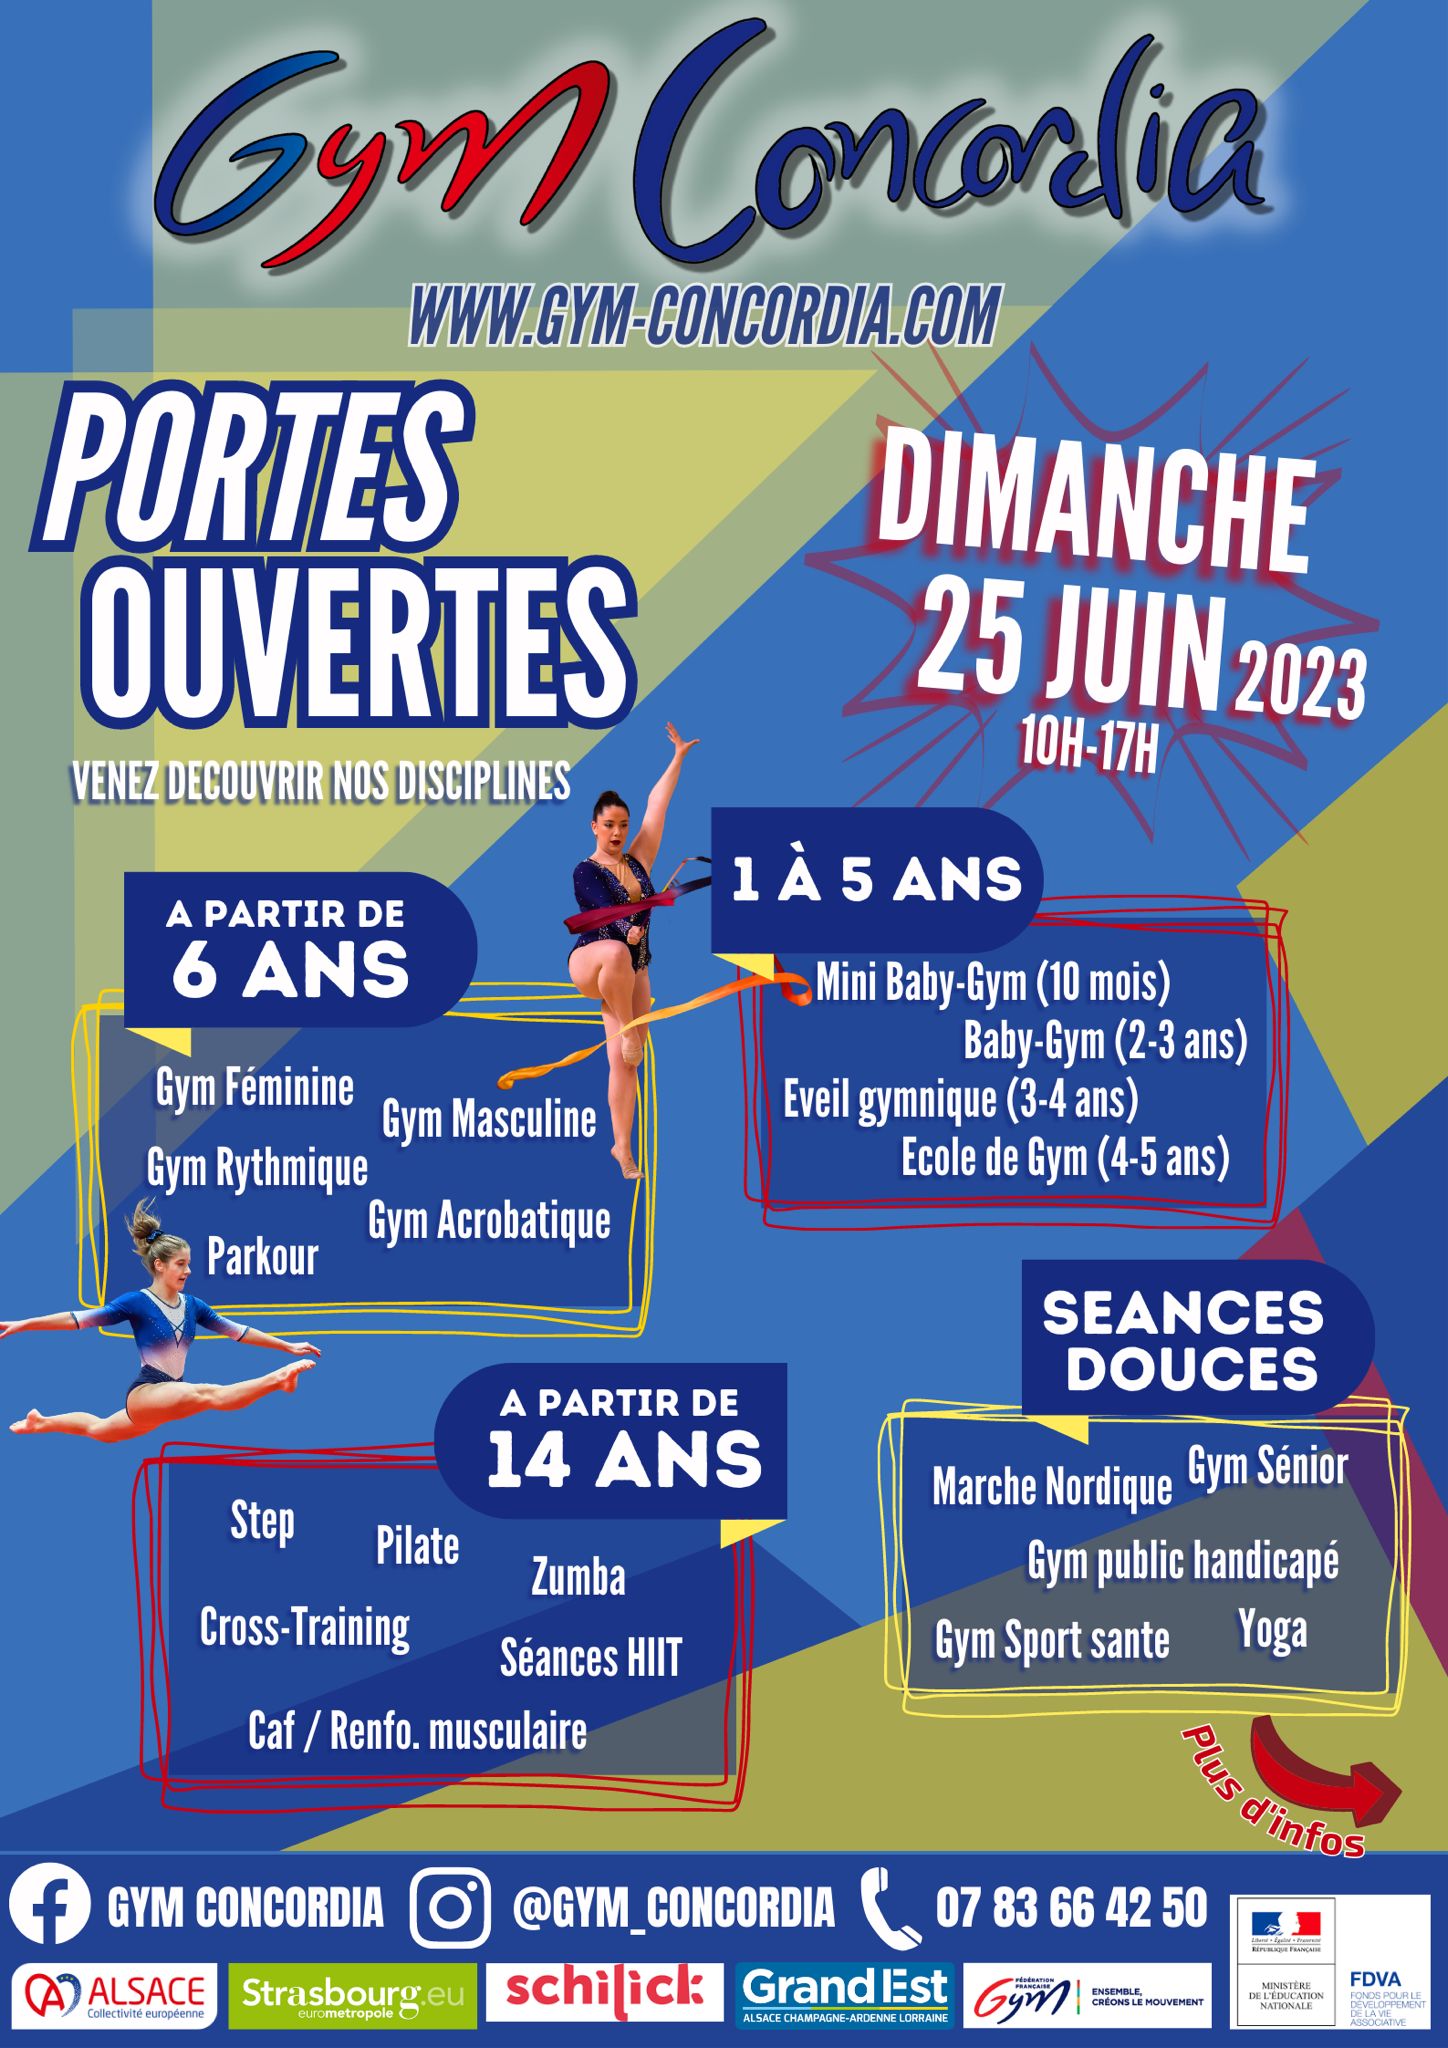 Gym Concordia
WWW.GYM-CONCORDIA.COM
PORTES
OUVERTES
VENEZ DECOUVRIR NOS DISCIPLINES
DIMANCHE
25 JUIN 2023
10H-17H
1 À 5 ANS
Mini Baby-Gym (10 mois)
Baby-Gym (2-3 ans)
Eveil gymnique (3-4 ans)
Ecole de Gym (4-5 ans)
A PARTIR DE
6 ANS
Gym Féminine
Gym Masculine
Gym Rythmique
Gym Acrobatique
Parkour
SEANCES
DOUCES
Marche Nordique
Gym Sénior
Gym public handicapé
Gym Sport sante
Yoga
A PARTIR DE
14 ANS
Step
Pilate
Zumba
Cross-Training
Séances HIIT
Caf / Renfo. musculaire
Plus d'infos
GYM CONCORDIA
@GYM_CONCORDIA
07 83 66 42 50
ALSACE
Collectivité européenne
Strasbourg.eu
eurometropole
schilick
GrandEst
ALSACE CHAMPAGNE-ARDENNE LORRAINE
FÉDÉRATION
FRANÇAISE
Gym
ENSEMBLE,
CRÉONS LE MOUVEMENT
Liberté • Égalité • Fraternité
RÉPUBLIQUE FRANÇAISE
MINISTÈRE
DE L'ÉDUCATION
NATIONALE
FDVA
FONDS POUR LE
DÉVELOPPEMENT
DE LA VIE
ASSOCIATIVE